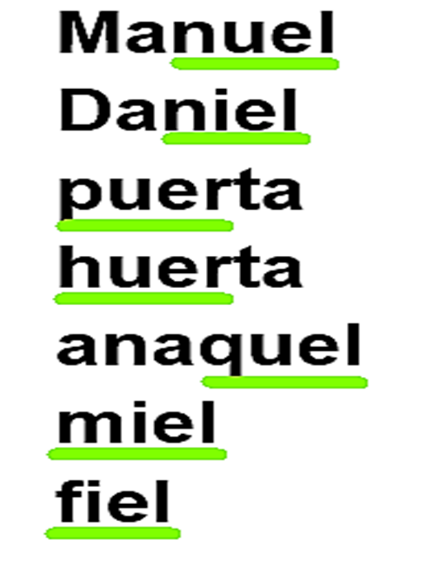 Manuel
Daniel
puerta
huerta
anaquel
miel
fiel